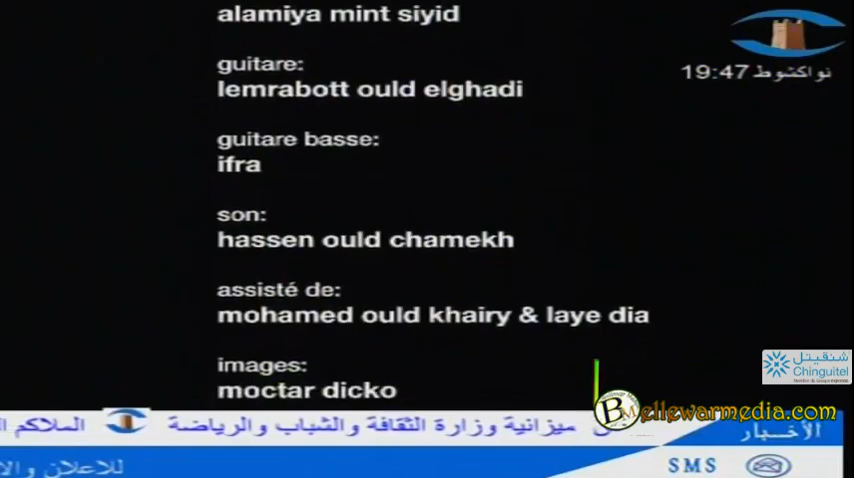 alamiya mint siyid
guitare:
lemrabott ould elghadi
19:47 نواكشوط
guitare basse:
ifra
son:
hassen ould chamekh
assisté de:
mohamed ould khairy & laye dia
images:
moctar dicko
شنقيتل
Chinguitel
Bellewarmedia.com
الأخبار
ميزانية وزارة الثقافة والشباب والرياضة
الملاكم
SMS
للاعلان